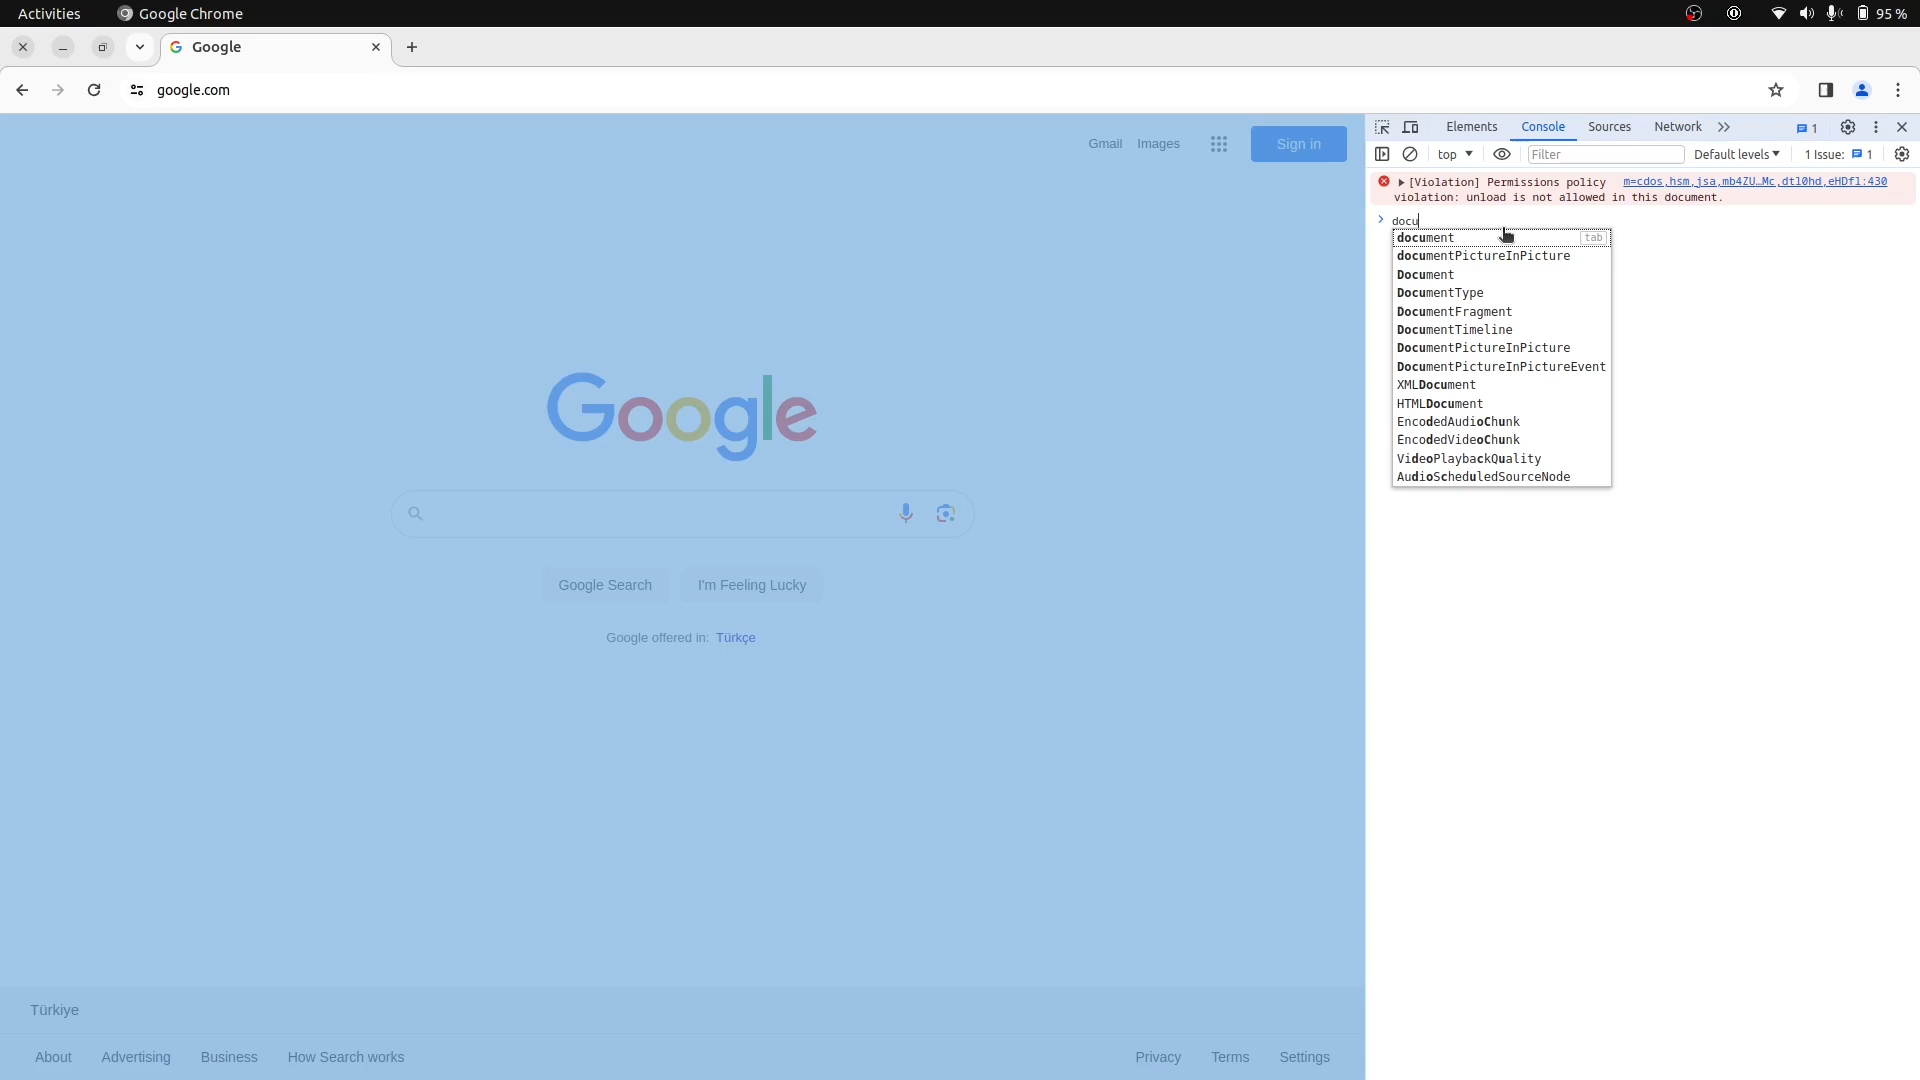 Activities Google Chrome 95 %
Google
google.com
Gmail Images Sign in
Google
Google Search I'm Feeling Lucky
Google offered in: Türkçe
Türkiye
About Advertising Business How Search works Privacy Terms Settings
Elements Console Sources Network 1
top Filter Default levels 1 Issue: 1
[Violation] Permissions policy m=cdos,hsm,jsa,mb4ZU…Mc,dtl0hd,eHDfl:430
violation: unload is not allowed in this document.
docu
document tab
documentPictureInPicture
Document
DocumentType
DocumentFragment
DocumentTimeline
DocumentPictureInPicture
DocumentPictureInPictureEvent
XMLDocument
HTMLDocument
EncodedAudioChunk
EncodedVideoChunk
VideoPlaybackQuality
AudioScheduledSourceNode